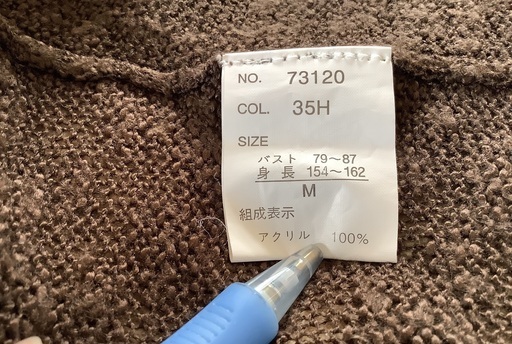 NO. 73120
COL. 35H
SIZE
バスト 79〜87
身長 154〜162
M
組成表示
アクリル 100%